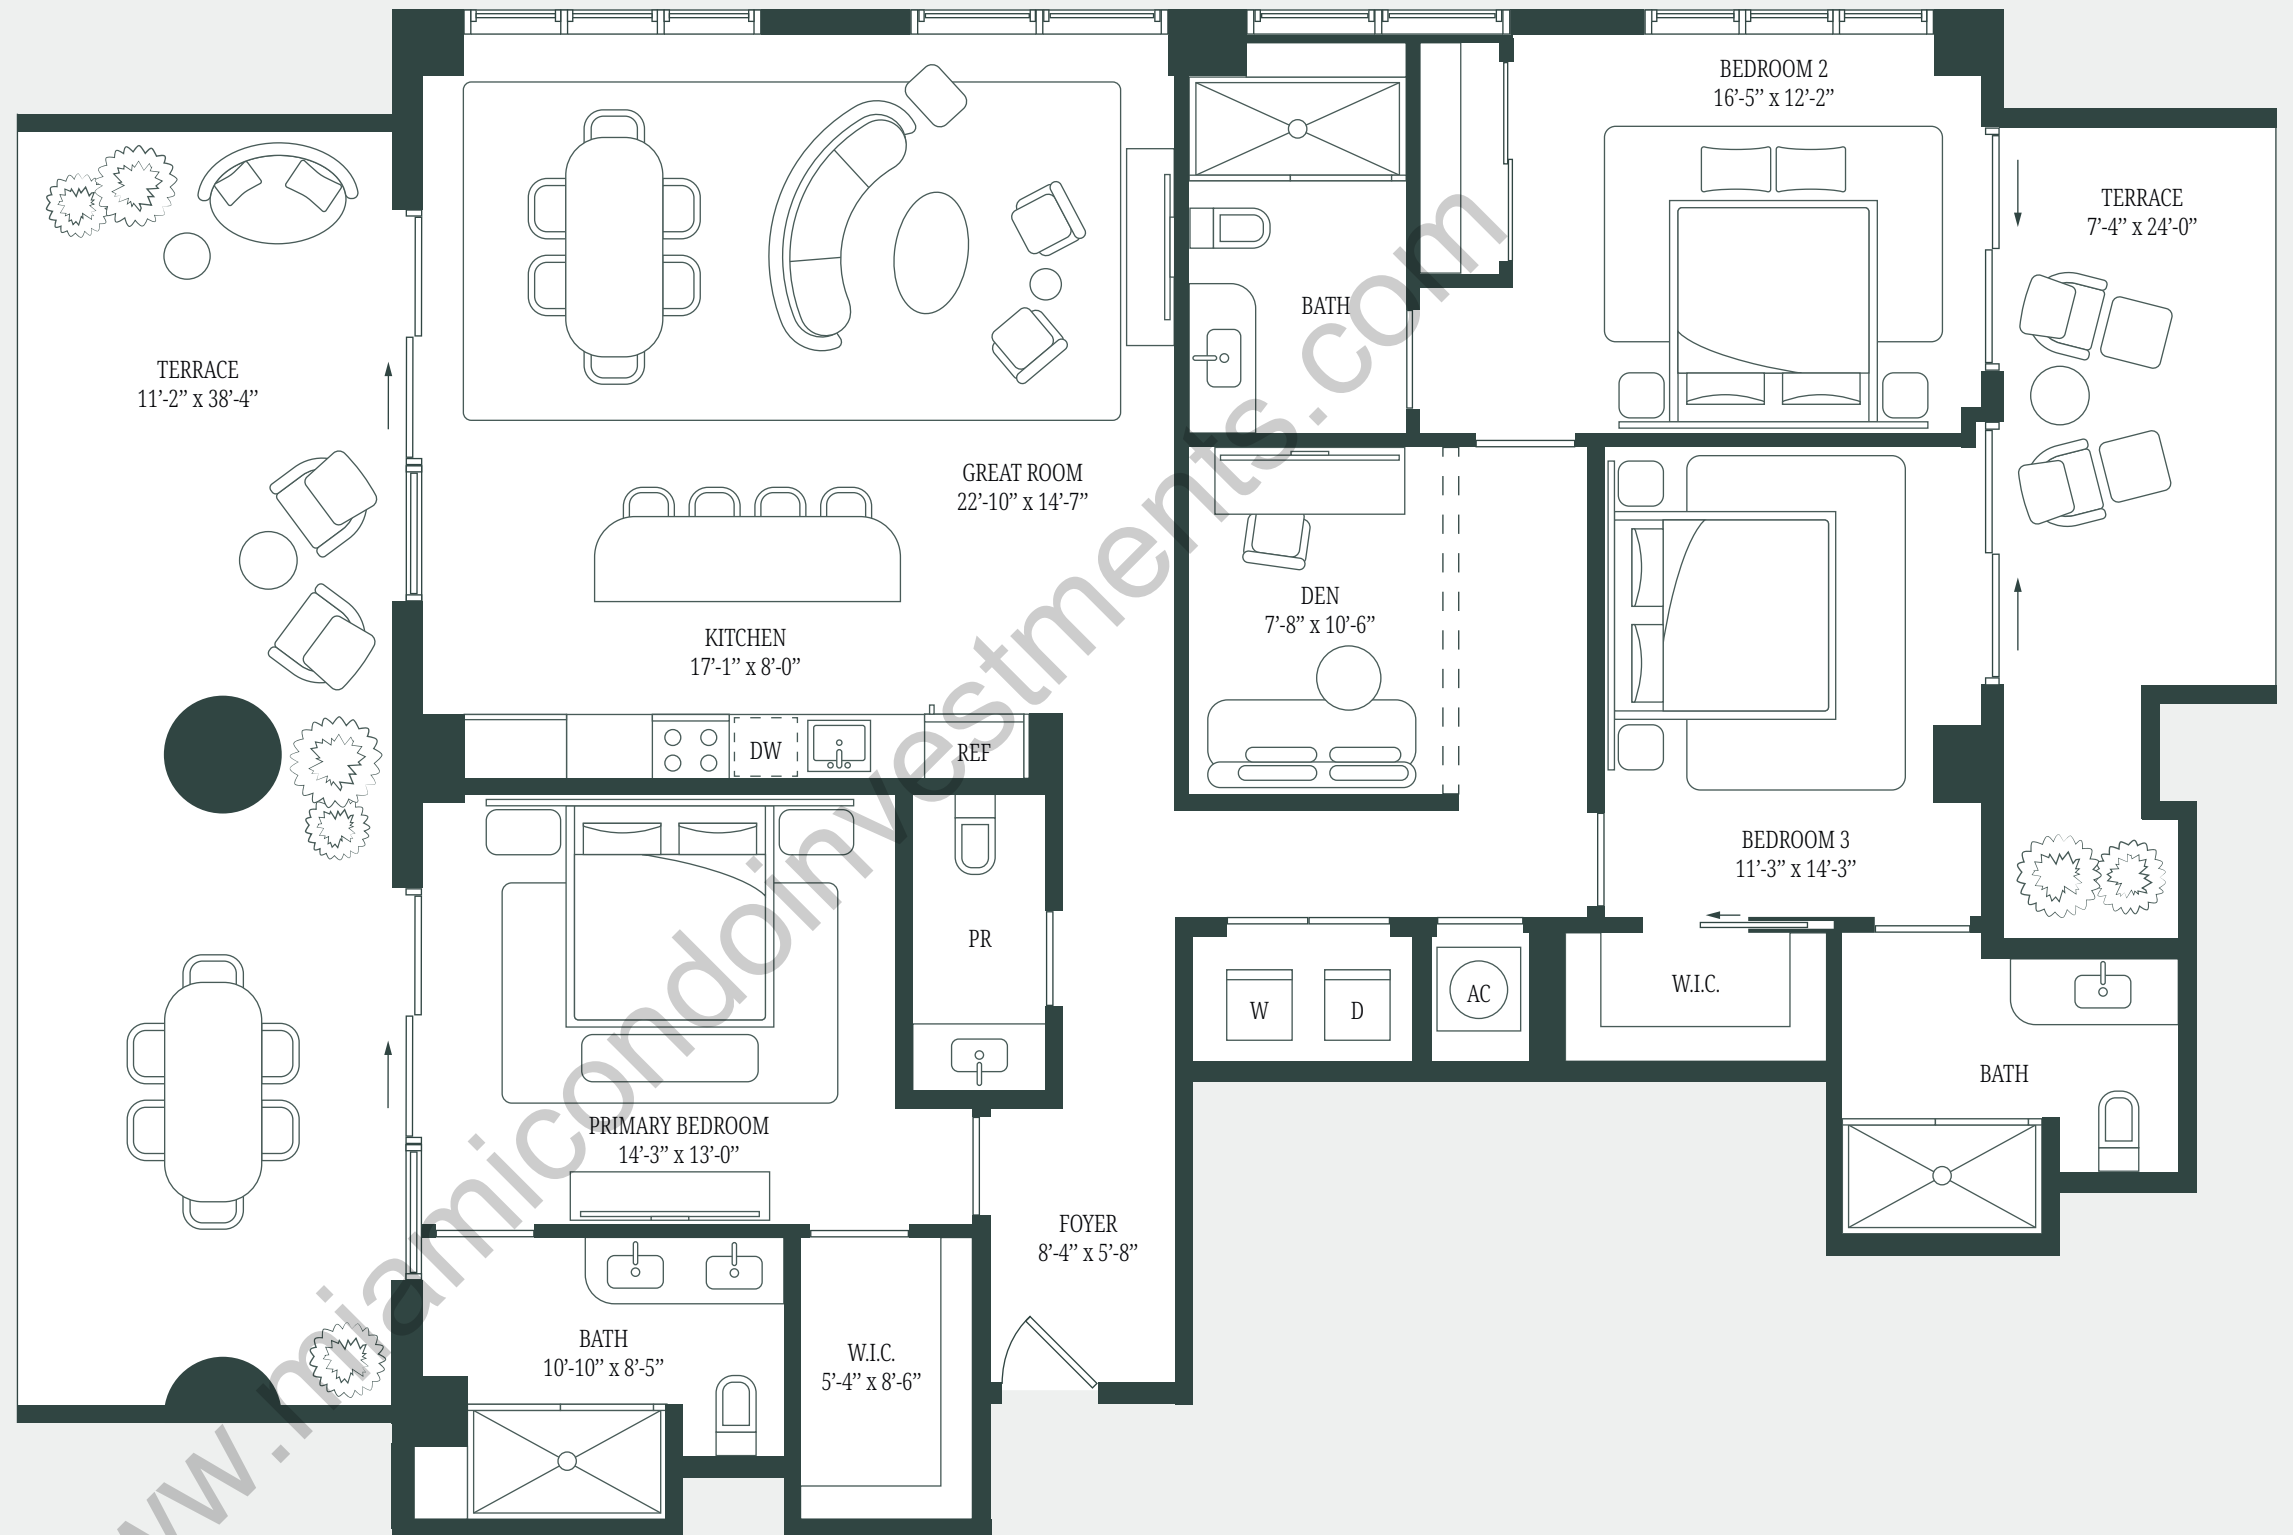 BEDROOM 2
16’-5” x 12’-2”
TERRACE
7’-4” x 24’-0”
BATH
TERRACE
11’-2” x 38’-4”
GREAT ROOM
22’-10” x 14’-7”
DEN
7’-8” x 10’-6”
KITCHEN
17’-1” x 8’-0”
DW
REF
BEDROOM 3
11’-3” x 14’-3”
PR
W.I.C.
W
D
AC
BATH
PRIMARY BEDROOM
14’-3” x 13’-0”
FOYER
8’-4” x 5’-8”
BATH
10’-10” x 8’-5”
W.I.C.
5’-4” x 8’-6”
www.miamicondoinvestments.com